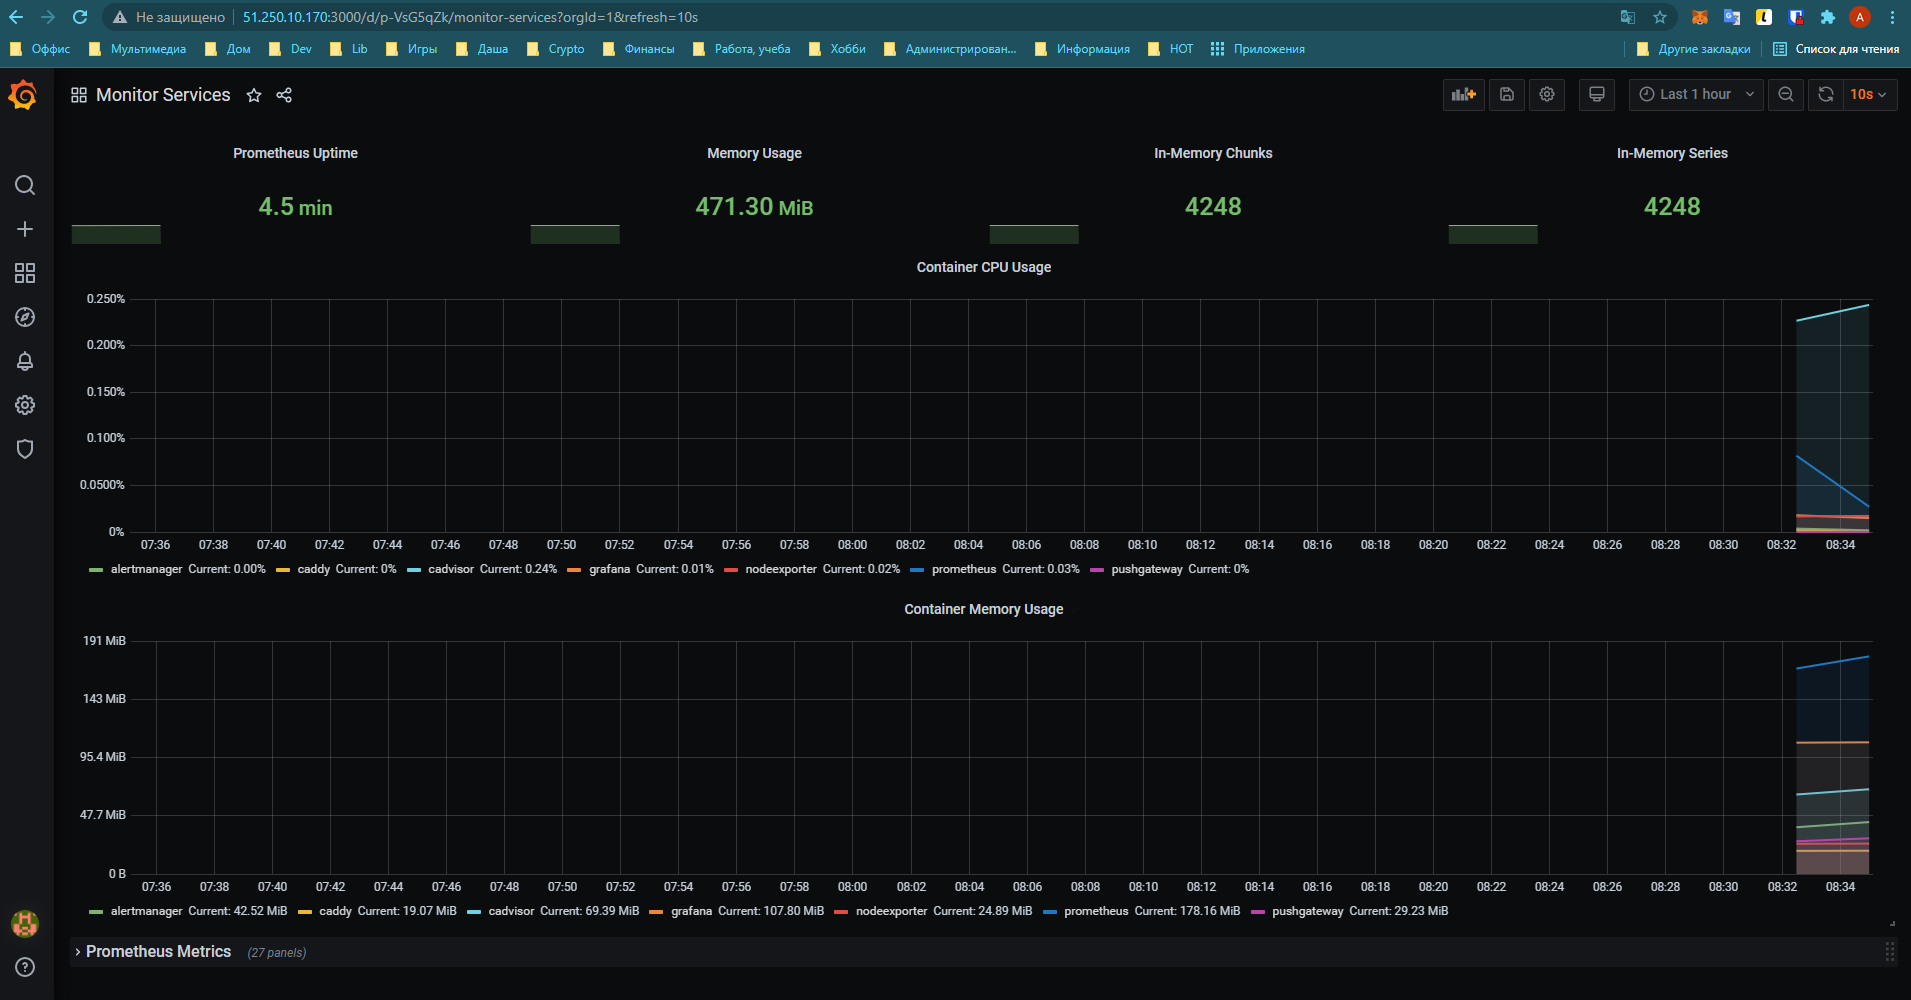 Не защищено 51.250.10.170:3000/d/p-VsG5qZk/monitor-services?orgId=1&refresh=10s
A
Оффис Мультимедиа Дом Dev Lib Игры Даша Crypto Финансы Работа, учеба Хобби Администрирован... Информация HOT Приложения Другие закладки Список для чтения
Monitor Services Last 1 hour 10s
Prometheus Uptime Memory Usage In-Memory Chunks In-Memory Series
4.5 min 471.30 MiB 4248 4248
Container CPU Usage
0.250%
0.200%
0.150%
0.100%
0.0500%
0%
07:36 07:38 07:40 07:42 07:44 07:46 07:48 07:50 07:52 07:54 07:56 07:58 08:00 08:02 08:04 08:06 08:08 08:10 08:12 08:14 08:16 08:18 08:20 08:22 08:24 08:26 08:28 08:30 08:32 08:34
alertmanager Current: 0.00% caddy Current: 0% cadvisor Current: 0.24% grafana Current: 0.01% nodeexporter Current: 0.02% prometheus Current: 0.03% pushgateway Current: 0%
Container Memory Usage
191 MiB
143 MiB
95.4 MiB
47.7 MiB
0 B
07:36 07:38 07:40 07:42 07:44 07:46 07:48 07:50 07:52 07:54 07:56 07:58 08:00 08:02 08:04 08:06 08:08 08:10 08:12 08:14 08:16 08:18 08:20 08:22 08:24 08:26 08:28 08:30 08:32 08:34
alertmanager Current: 42.52 MiB caddy Current: 19.07 MiB cadvisor Current: 69.39 MiB grafana Current: 107.80 MiB nodeexporter Current: 24.89 MiB prometheus Current: 178.16 MiB pushgateway Current: 29.23 MiB
Prometheus Metrics (27 panels)